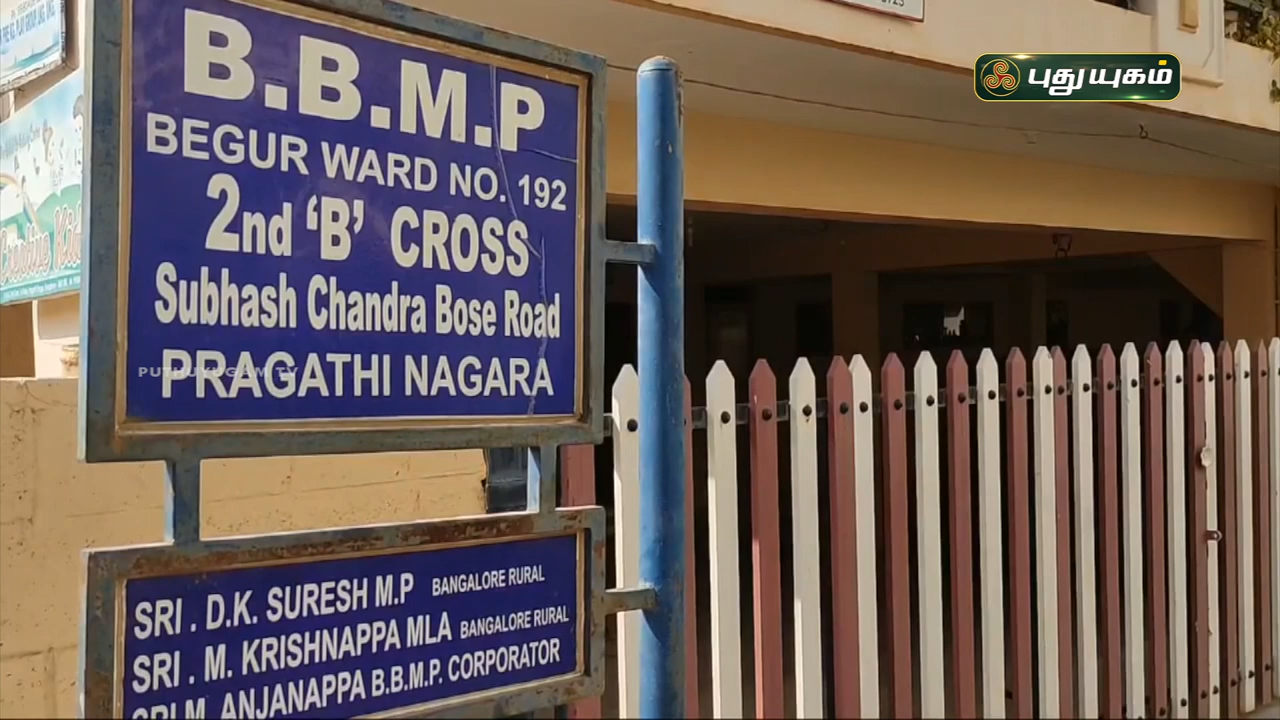 புதுயுகம்
B.B.M.P
BEGUR WARD NO. 192
2nd 'B' CROSS
Subhash Chandra Bose Road
PRAGATHI NAGARA
PUTHUYUGAM TV
SRI . D.K. SURESH M.P BANGALORE RURAL
SRI . M. KRISHNAPPA MLA BANGALORE RURAL
SRI M. ANJANAPPA B.B.M.P. CORPORATOR